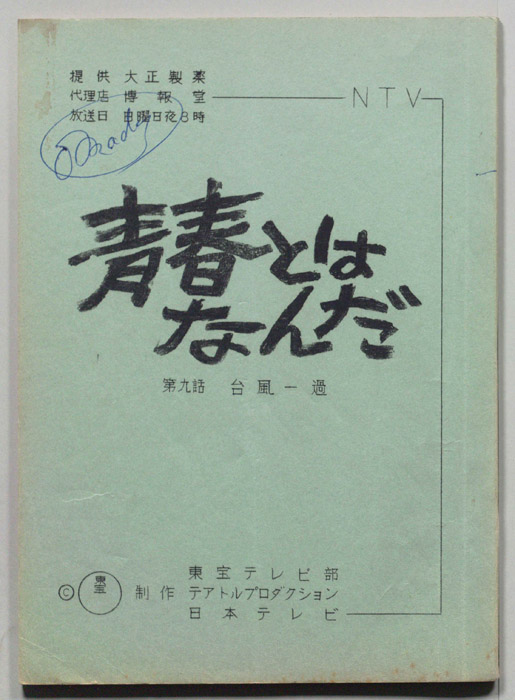 提供 大正製薬
代理店 博報堂
放送日 日曜日夜8時
NTV
青春とは
なんだ
第九話 台風一過
東宝テレビ部
© 東宝 制作 テアトルプロダクション
日本テレビ